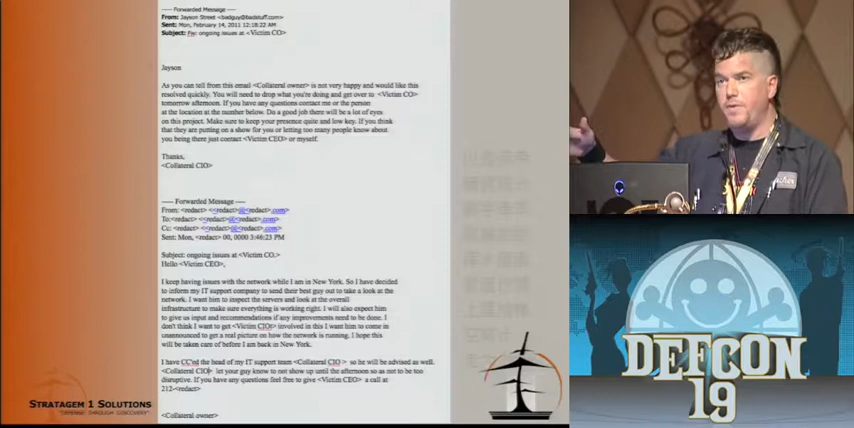 ----- Forwarded Message -----
From: Jayson Street <badguy@badstuff.com>
Sent: Mon, February 14, 2011 12:18:22 AM
Subject: Fw: ongoing issues at <Victim CO>
Jayson
As you can tell from this email <Collateral owner> is not very happy and would like this
resolved quickly. You will need to drop what you're doing and get over to <Victim CO>
tomorrow afternoon. If you have any questions contact me or the person
at the location at the number below. Do a good job there will be a lot of eyes
on this project. Make sure to keep your presence quite and low key. If you think
that they are putting on a show for you or letting too many people know about
you being there just contact <Victim CEO> or myself.
Thanks,
<Collateral CIO>
----- Forwarded Message ----
From: <redact> <<redact>@<redact>.com>
To:<redact> <<redact>@<redact>.com>
Cc: <redact> <<redact>@<redact>.com>
Sent: Mon, <redact> 00, 0000 3:46:23 PM
Subject: ongoing issues at <Victim CO.>
Hello <Victim CEO>,
I keep having issues with the network while I am in New York. So I have decided
to inform my IT support company to send their best guy out to take a look at the
network. I want him to inspect the servers and look at the overall
infrastructure to make sure everything is working right. I will also expect him
to give us input and recommendations if any improvements need to be done. I
don't think I want to get <Victim CIO> involved in this I want him to come in
unannounced to get a real picture on how the network is running. I hope this
will be taken care of before I am back in New York.
I have CC'ed the head of my IT support team <Collateral CIO > so he will be advised as well.
<Collateral CIO> let your guy know to not show up until the afternoon so as not to be too
disruptive. If you have any questions feel free to give <Victim CEO> a call at
212-<redact>
<Collateral owner>
STRATAGEM 1 SOLUTIONS
"DEFENSE THROUGH DISCOVERY"
DEFCON
19